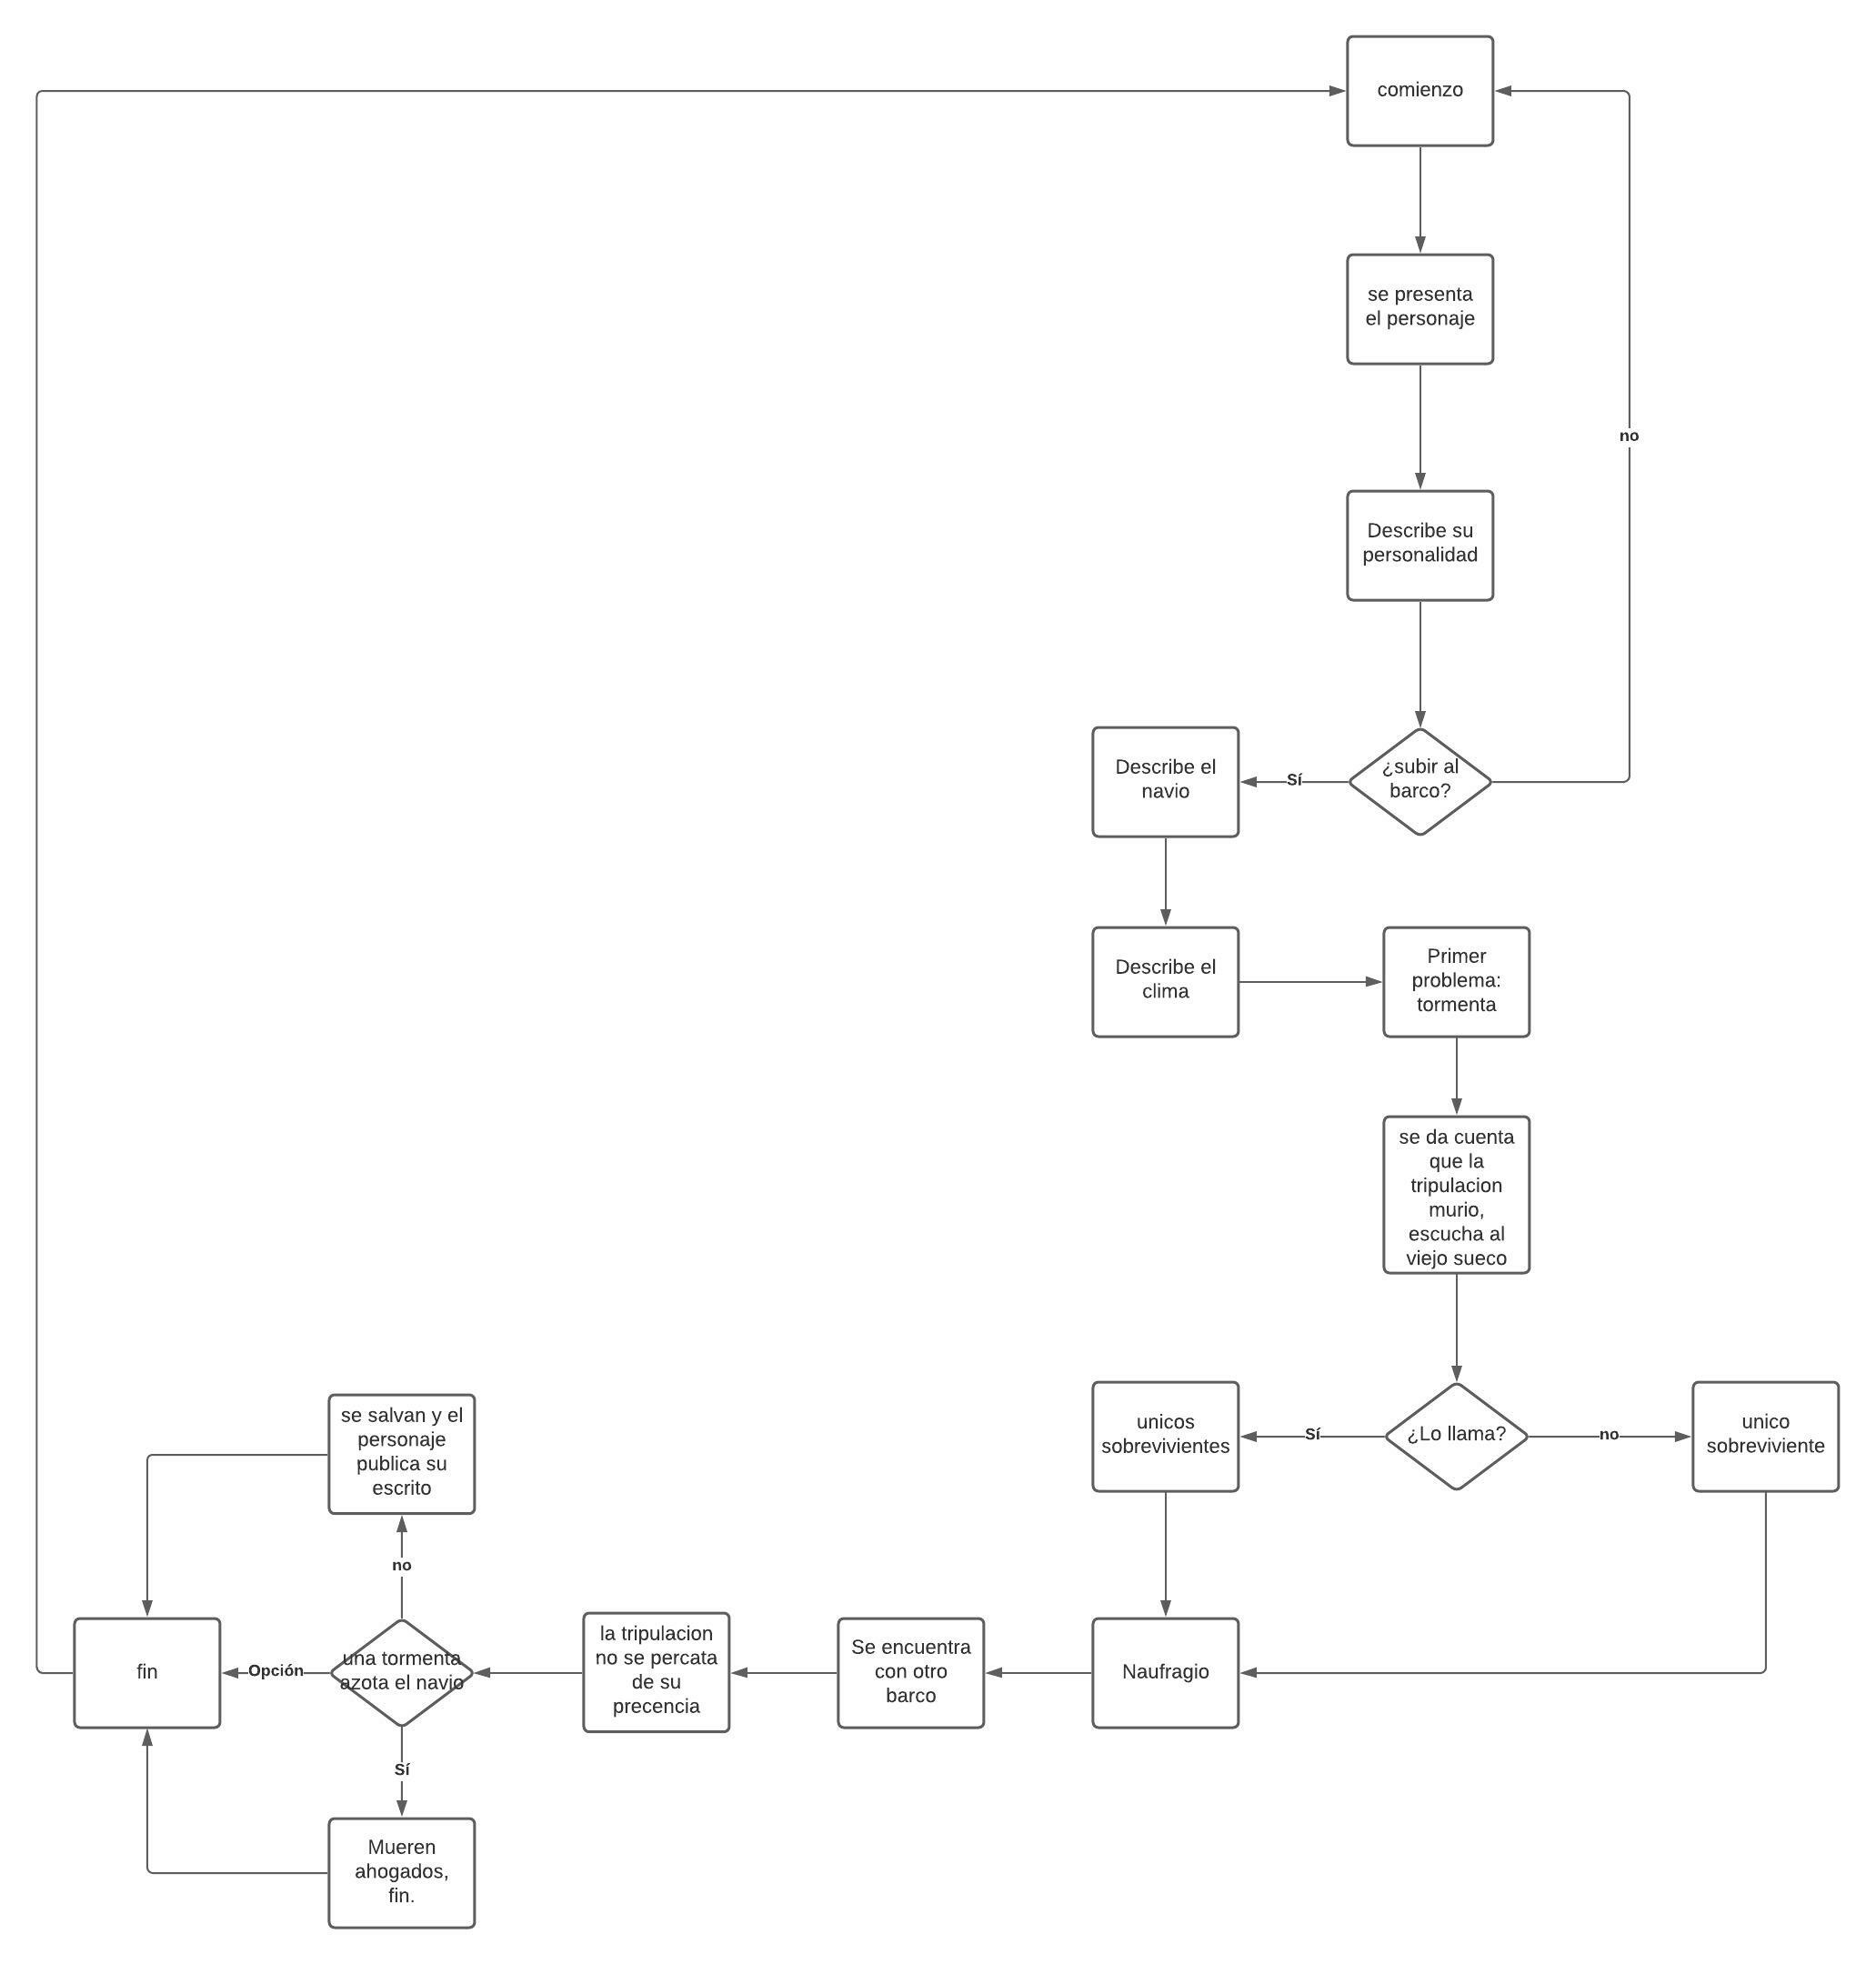 comienzo
se presenta
el personaje
no
Describe su
personalidad
¿subir al
barco?
Sí
Describe el
navio
Describe el
clima
Primer
problema:
tormenta
se da cuenta
que la
tripulacion
murio,
escucha al
viejo sueco
¿Lo llama?
Sí
no
unicos
sobrevivientes
unico
sobreviviente
Naufragio
Se encuentra
con otro
barco
la tripulacion
no se percata
de su
precencia
una tormenta
azota el navio
no
se salvan y el
personaje
publica su
escrito
Opción
Sí
Mueren
ahogados,
fin.
fin